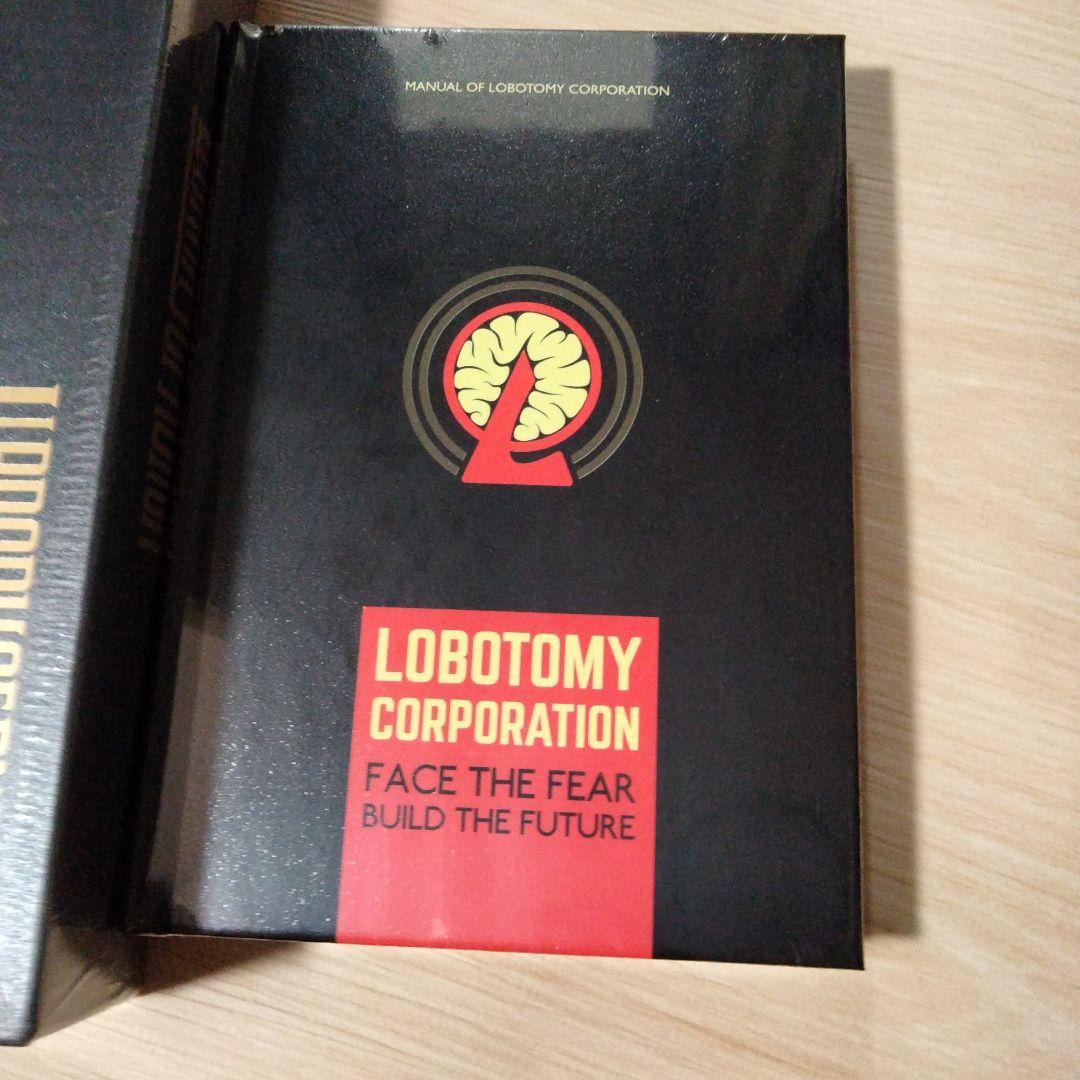 MANUAL OF LOBOTOMY CORPORATION
LOBOTOMY
CORPORATION
FACE THE FEAR
BUILD THE FUTURE